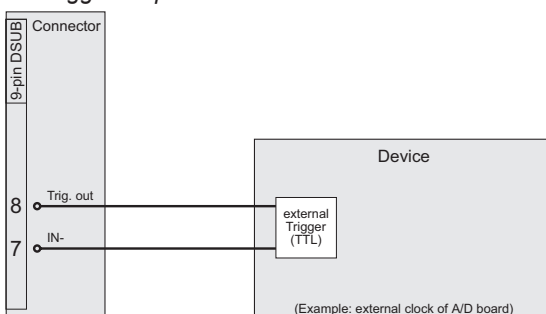 9-pin DSUB
Connector
Device
8
Trig. out
7
IN-
external
Trigger
(TTL)
(Example: external clock of A/D board)